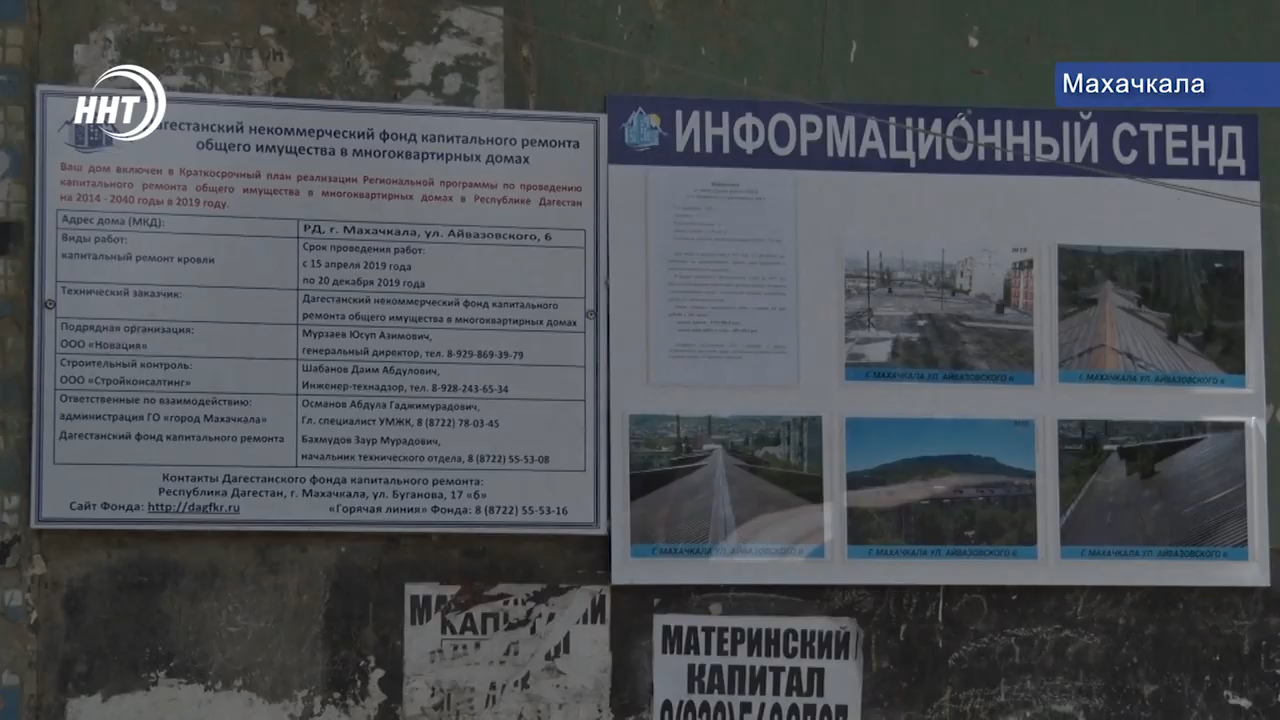 ННТ
Махачкала
Дагестанский некоммерческий фонд капитального ремонта
общего имущества в многоквартирных домах
Ваш дом включен в Краткосрочный план реализации Региональной программы по проведению
капитального ремонта общего имущества в многоквартирных домах в Республике Дагестан
на 2014 - 2040 годы в 2019 году.
Адрес дома (МКД):
РД, г. Махачкала, ул. Айвазовского, 6
Виды работ:
капитальный ремонт кровли
Срок проведения работ:
с 15 апреля 2019 года
по 20 декабря 2019 года
Технический заказчик:
Дагестанский некоммерческий фонд капитального
ремонта общего имущества в многоквартирных домах
Подрядная организация:
ООО «Новация»
Мурзаев Юсуп Азимович,
генеральный директор, тел. 8-929-869-39-79
Строительный контроль:
ООО «Стройконсалтинг»
Шабанов Даим Абдулович,
Инженер-технадзор, тел. 8-928-243-65-34
Ответственные по взаимодействию:
администрация ГО «город Махачкала»
Дагестанский фонд капитального ремонта
Османов Абдула Гаджимурадович,
Гл. специалист УМЖК, 8 (8722) 78-03-45
Бахмудов Заур Мурадович,
начальник технического отдела, 8 (8722) 55-53-08
Контакты Дагестанского фонда капитального ремонта:
Республика Дагестан, г. Махачкала, ул. Буганова, 17 «б»
Сайт Фонда: http://dagfkr.ru «Горячая линия» Фонда: 8 (8722) 55-53-16
ИНФОРМАЦИОННЫЙ СТЕНД
Г. МАХАЧКАЛА УЛ. АЙВАЗОВСКОГО 6
Г. МАХАЧКАЛА УЛ. АЙВАЗОВСКОГО 6
Г. МАХАЧКАЛА УЛ. АЙВАЗОВСКОГО 6
Г. МАХАЧКАЛА УЛ. АЙВАЗОВСКОГО 6
Г. МАХАЧКАЛА УЛ. АЙВАЗОВСКОГО 6
МАТЕРИНСКИЙ
КАПИТАЛ